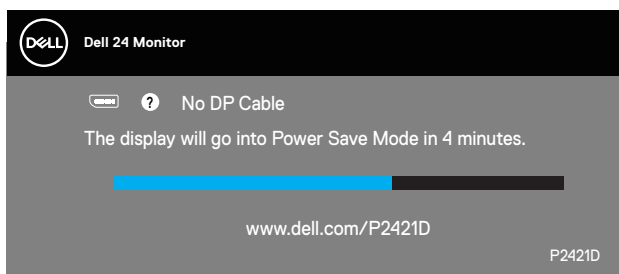 DELL Dell 24 Monitor
? No DP Cable
The display will go into Power Save Mode in 4 minutes.
www.dell.com/P2421D
P2421D